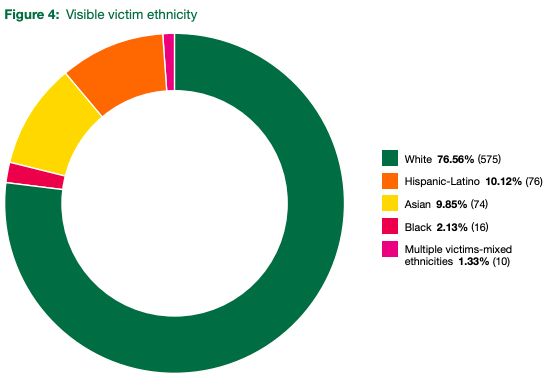 Figure 4: Visible victim ethnicity
White 76.56% (575)
Hispanic-Latino 10.12% (76)
Asian 9.85% (74)
Black 2.13% (16)
Multiple victims-mixed
ethnicities 1.33% (10)